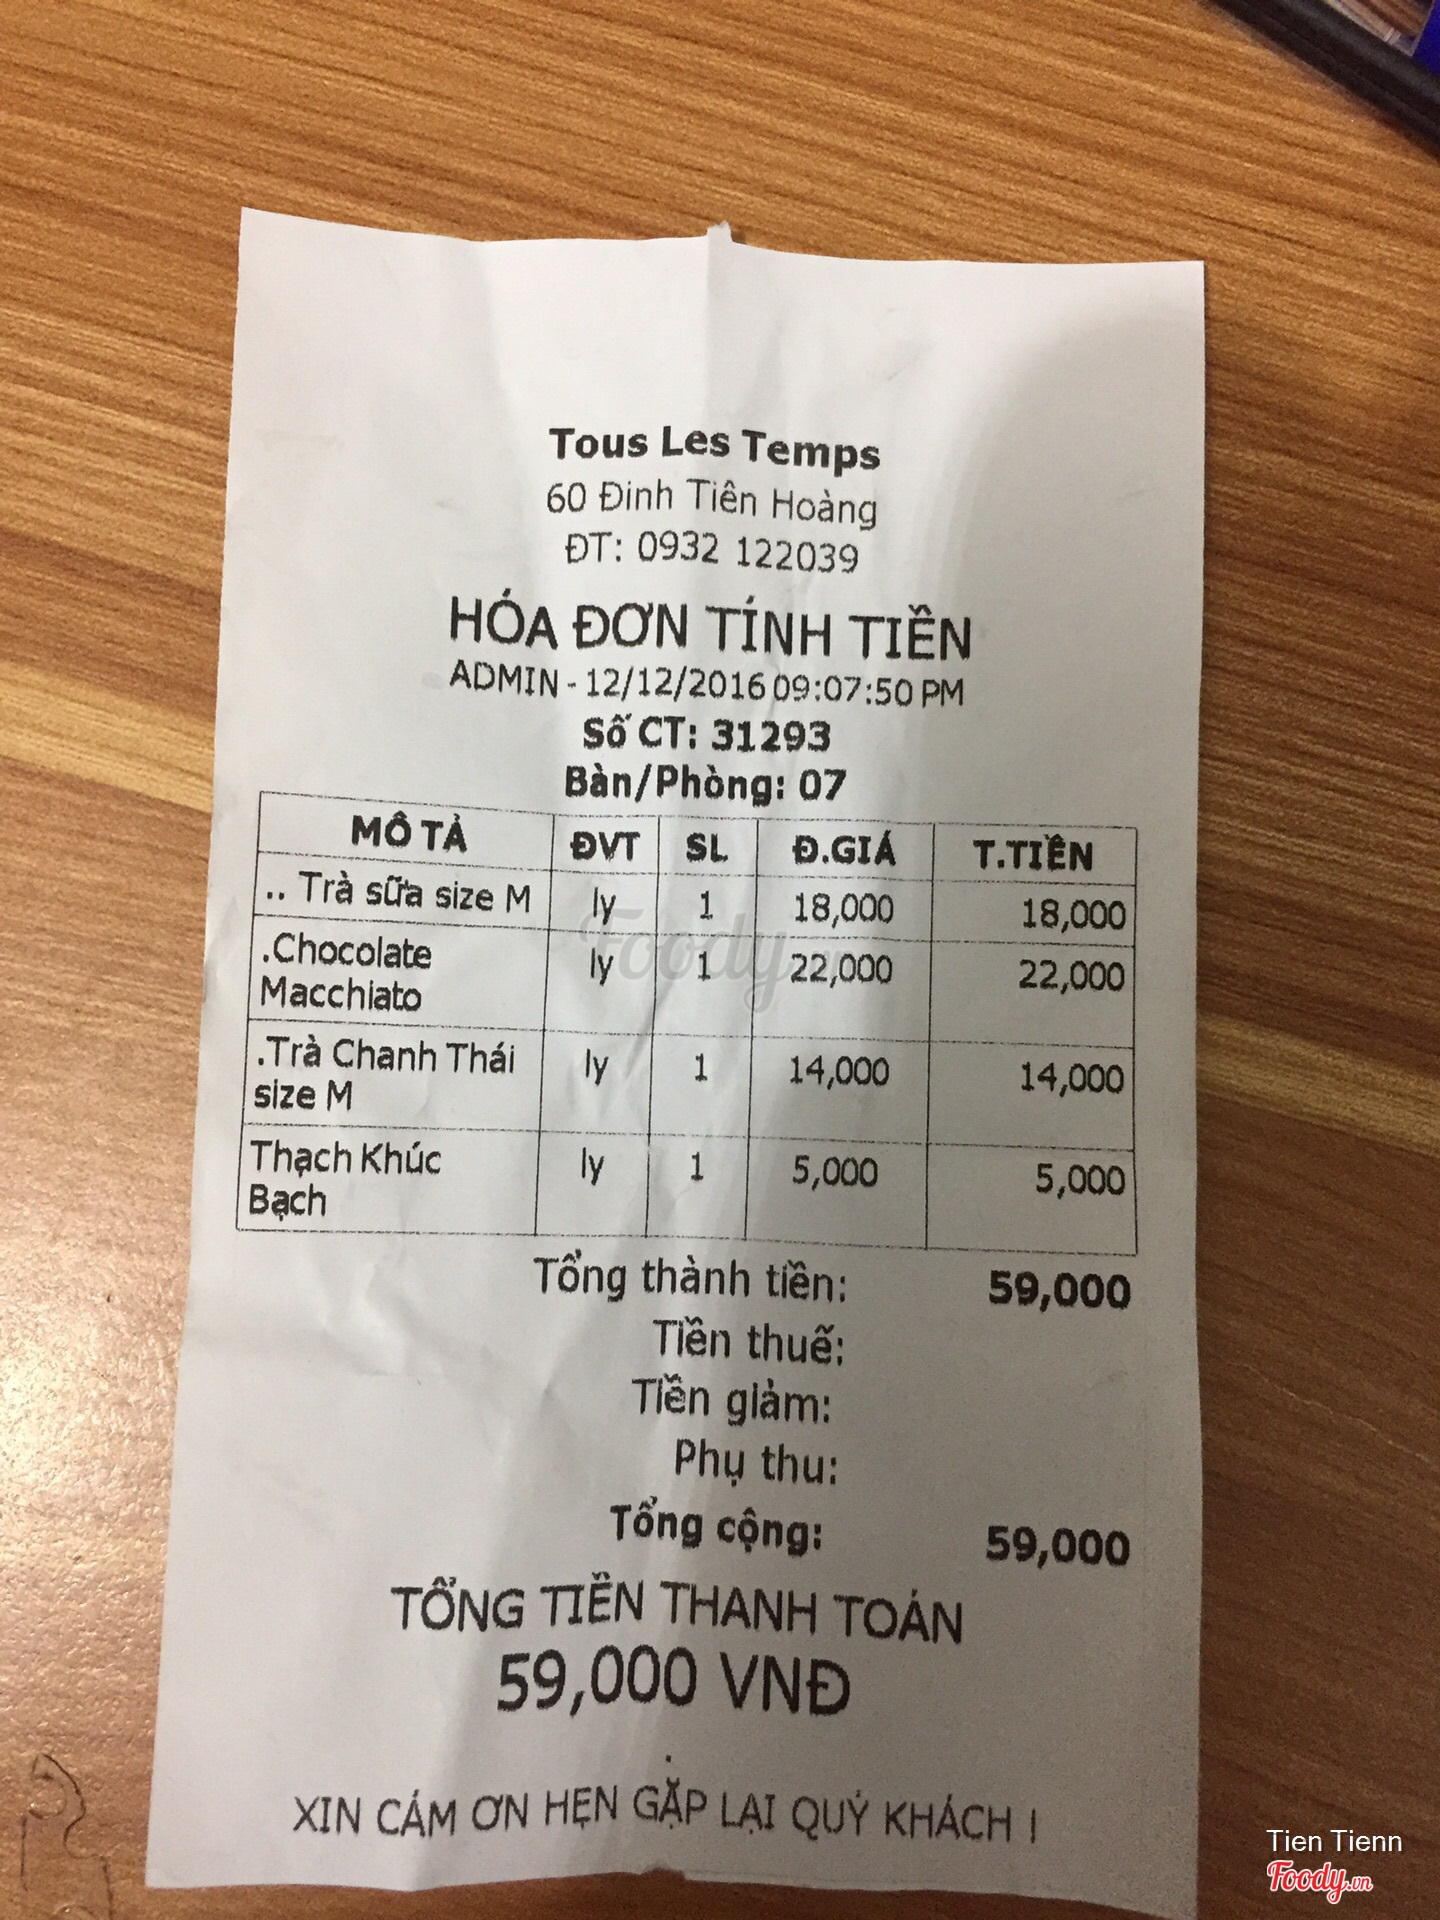 Tous Les Temps
60 Đinh Tiên Hoàng
ĐT: 0932 122039
HÓA ĐƠN TÍNH TIỀN
ADMIN - 12/12/2016 09:07:50 PM
Số CT: 31293
Bàn/Phòng: 07
MÔ TẢ ĐVT SL Đ.GIÁ T.TIỀN
.. Trà sữa size M ly 1 18,000 18,000
.Chocolate ly 1 22,000 22,000
Macchiato
.Trà Chanh Thái ly 1 14,000 14,000
size M
Thạch Khúc ly 1 5,000 5,000
Bạch
Tổng thành tiền: 59,000
Tiền thuế:
Tiền giảm:
Phụ thu:
Tổng cộng: 59,000
TỔNG TIỀN THANH TOÁN
59,000 VNĐ
.
XIN CÁM ƠN HẸN GẶP LẠI QUÝ KHÁCH !
Foody.vn
Tien Tienn
Foody.vn